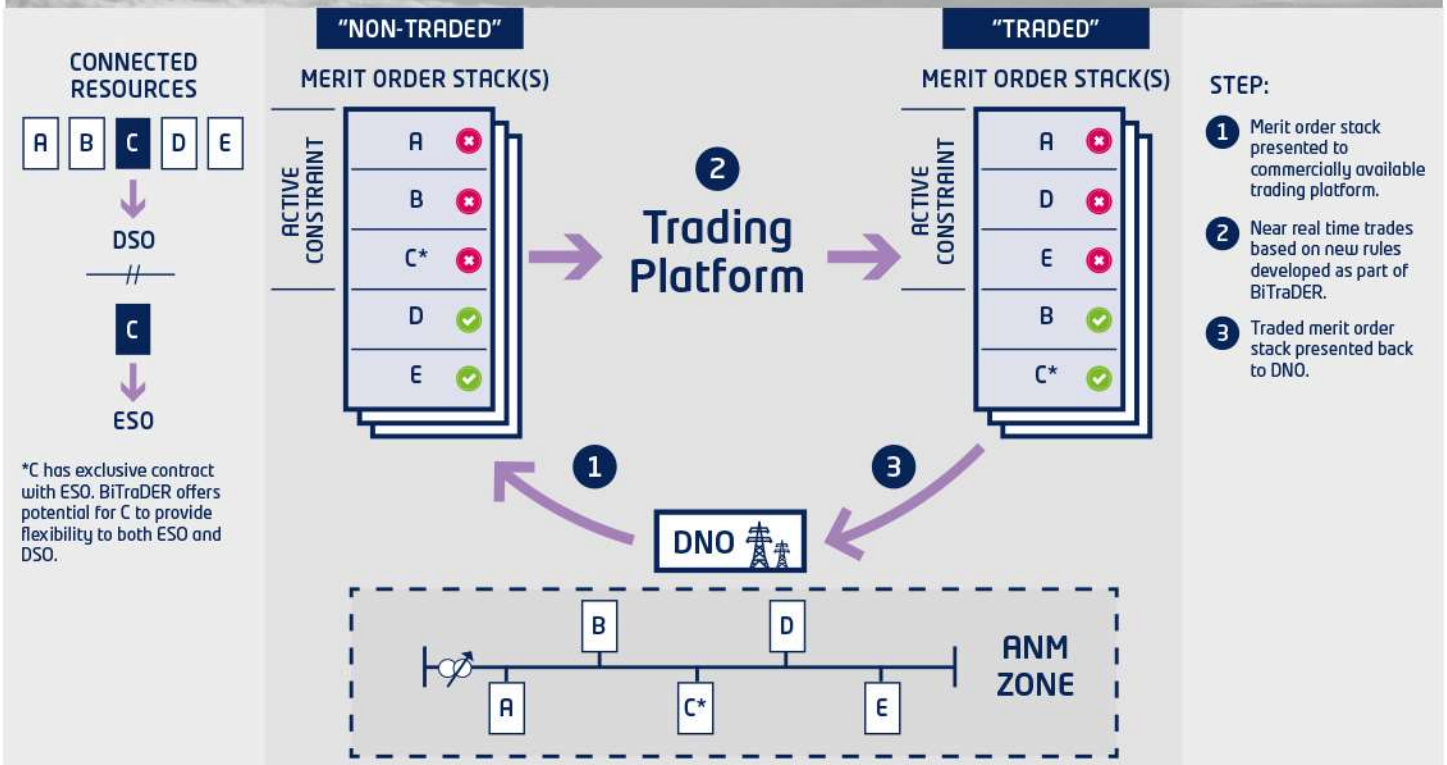 CONNECTED
RESOURCES
A B C D E
DSO
C
ESO
*C has exclusive contract
with ESO. BiTraDER offers
potential for C to provide
flexibility to both ESO and
DSO.
"NON-TRADED"
MERIT ORDER STACK(S)
ACTIVE
CONSTRAINT
A
B
C*
D
E
2
Trading
Platform
"TRADED"
MERIT ORDER STACK(S)
ACTIVE
CONSTRAINT
A
D
E
B
C*
1
3
DNO
B
D
A
C*
E
ANM
ZONE
STEP:
1 Merit order stack
presented to
commercially available
trading platform.
2 Near real time trades
based on new rules
developed as part of
BiTraDER.
3 Traded merit order
stack presented back
to DNO.